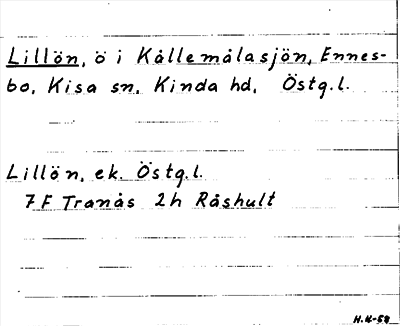 Lillön, ö i Kållemålasjön, Ennes-
bo, Kisa sn, Kinda hd, Östg.l.
Lillön, ek. Östg.l.
7F Tranås 2h Råshult
H.K-58